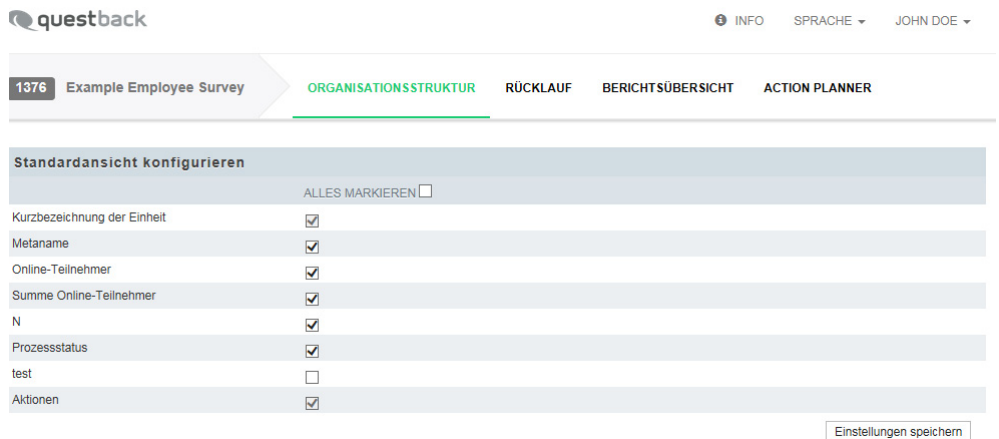 questback
INFO SPRACHE JOHN DOE
1376 Example Employee Survey ORGANISATIONSSTRUKTUR RÜCKLAUF BERICHTSÜBERSICHT ACTION PLANNER
Standardansicht konfigurieren
ALLES MARKIEREN
Kurzbezeichnung der Einheit
Metaname
Online-Teilnehmer
Summe Online-Teilnehmer
N
Prozessstatus
test
Aktionen
Einstellungen speichern